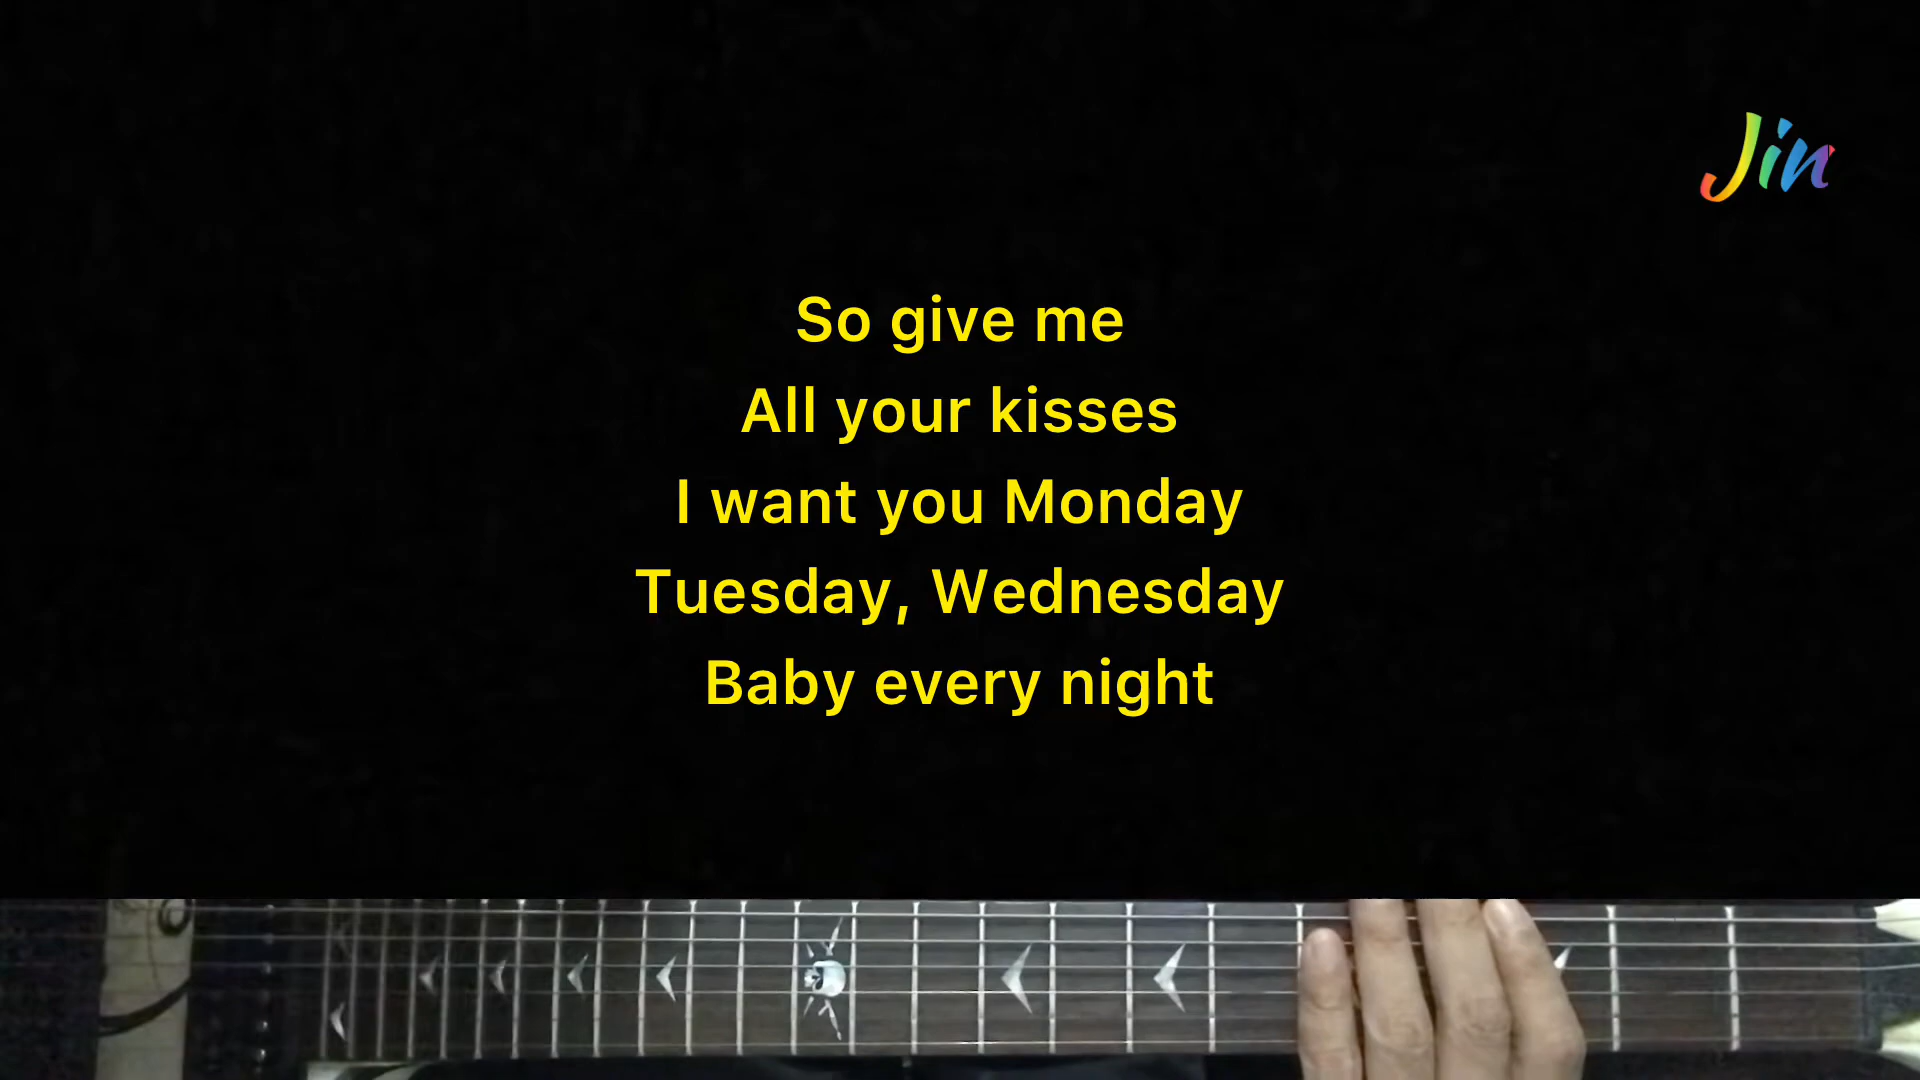 Jin
So give me
All your kisses
I want you Monday
Tuesday, Wednesday
Baby every night